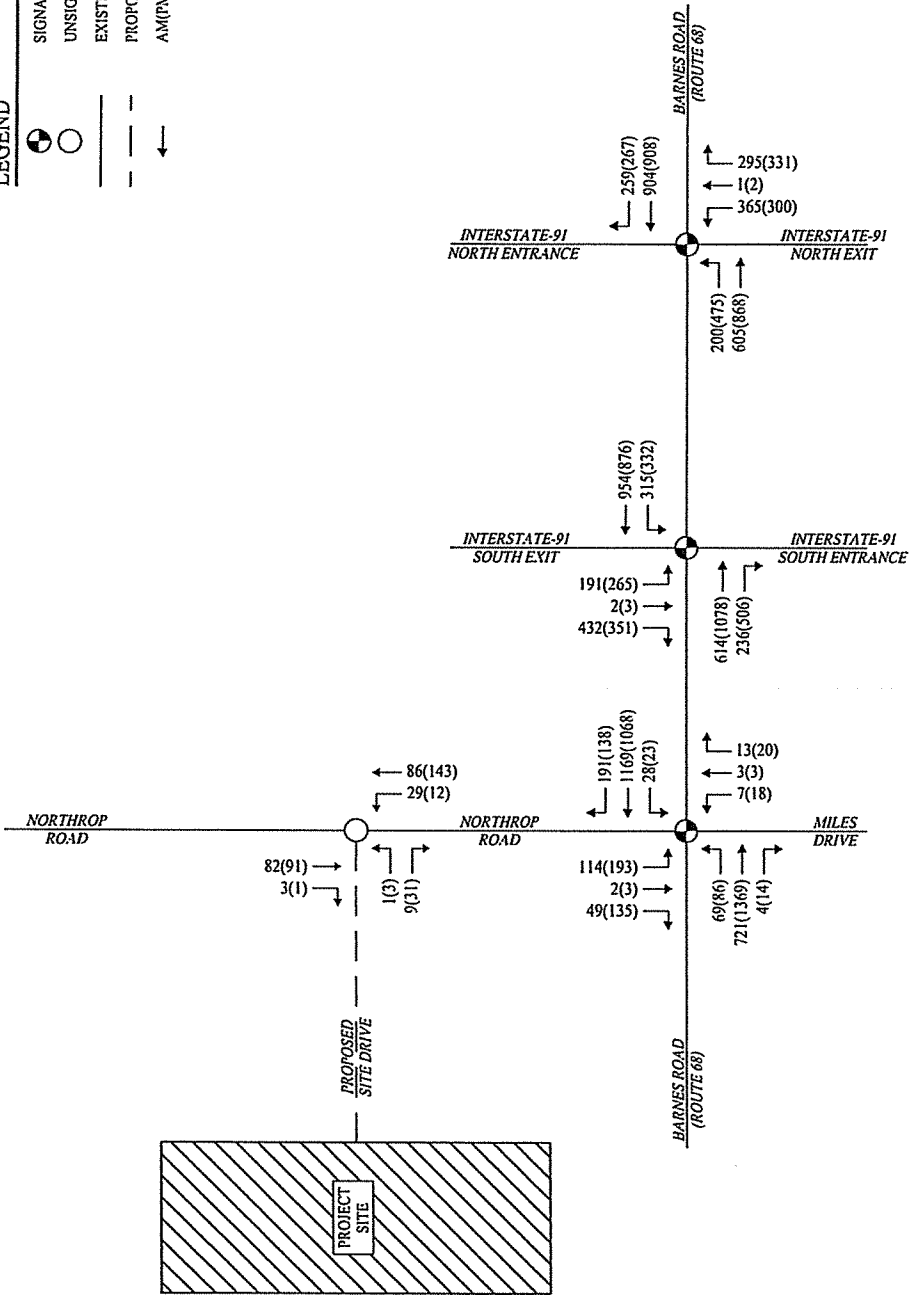 LEGEND
SIGNA
UNSIG
EXIST
PROPO
AM(PM
BARNES ROAD
(ROUTE 68)
259(267)
904(908)
295(331)
1(2)
365(300)
INTERSTATE-91
NORTH ENTRANCE
INTERSTATE-91
NORTH EXIT
200(475)
605(868)
954(876)
315(332)
INTERSTATE-91
SOUTH EXIT
INTERSTATE-91
SOUTH ENTRANCE
191(265)
2(3)
432(351)
614(1078)
236(506)
191(138)
1169(1068)
28(23)
13(20)
3(3)
7(18)
86(143)
29(12)
NORTHROP
ROAD
NORTHROP
ROAD
MILES
DRIVE
82(91)
3(1)
1(3)
9(31)
114(193)
2(3)
49(135)
69(86)
721(1369)
4(14)
PROPOSED
SITE DRIVE
BARNES ROAD
(ROUTE 68)
PROJECT
SITE